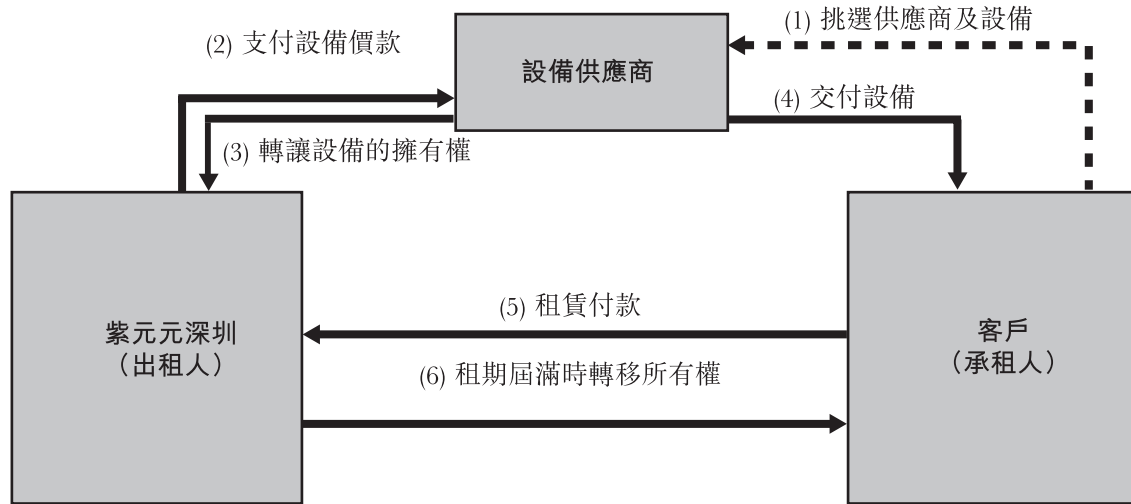 (1) 挑選供應商及設備
(2) 支付設備價款
設備供應商
(4) 交付設備
(3) 轉讓設備的擁有權
(5) 租賃付款
紫元元深圳
（出租人）
客戶
（承租人）
(6) 租期屆滿時轉移所有權